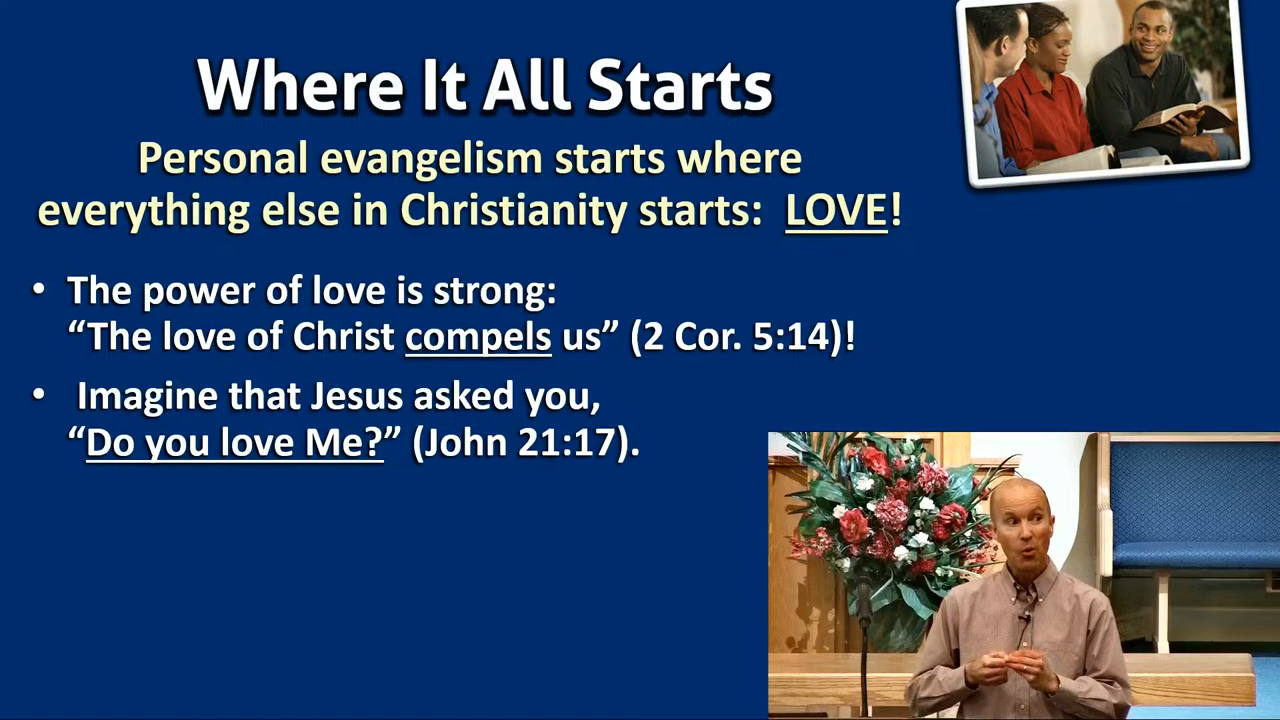 Where It All Starts
Personal evangelism starts where
everything else in Christianity starts:  LOVE!
• The power of love is strong:
“The love of Christ compels us” (2 Cor. 5:14)!
• Imagine that Jesus asked you,
“Do you love Me?” (John 21:17).